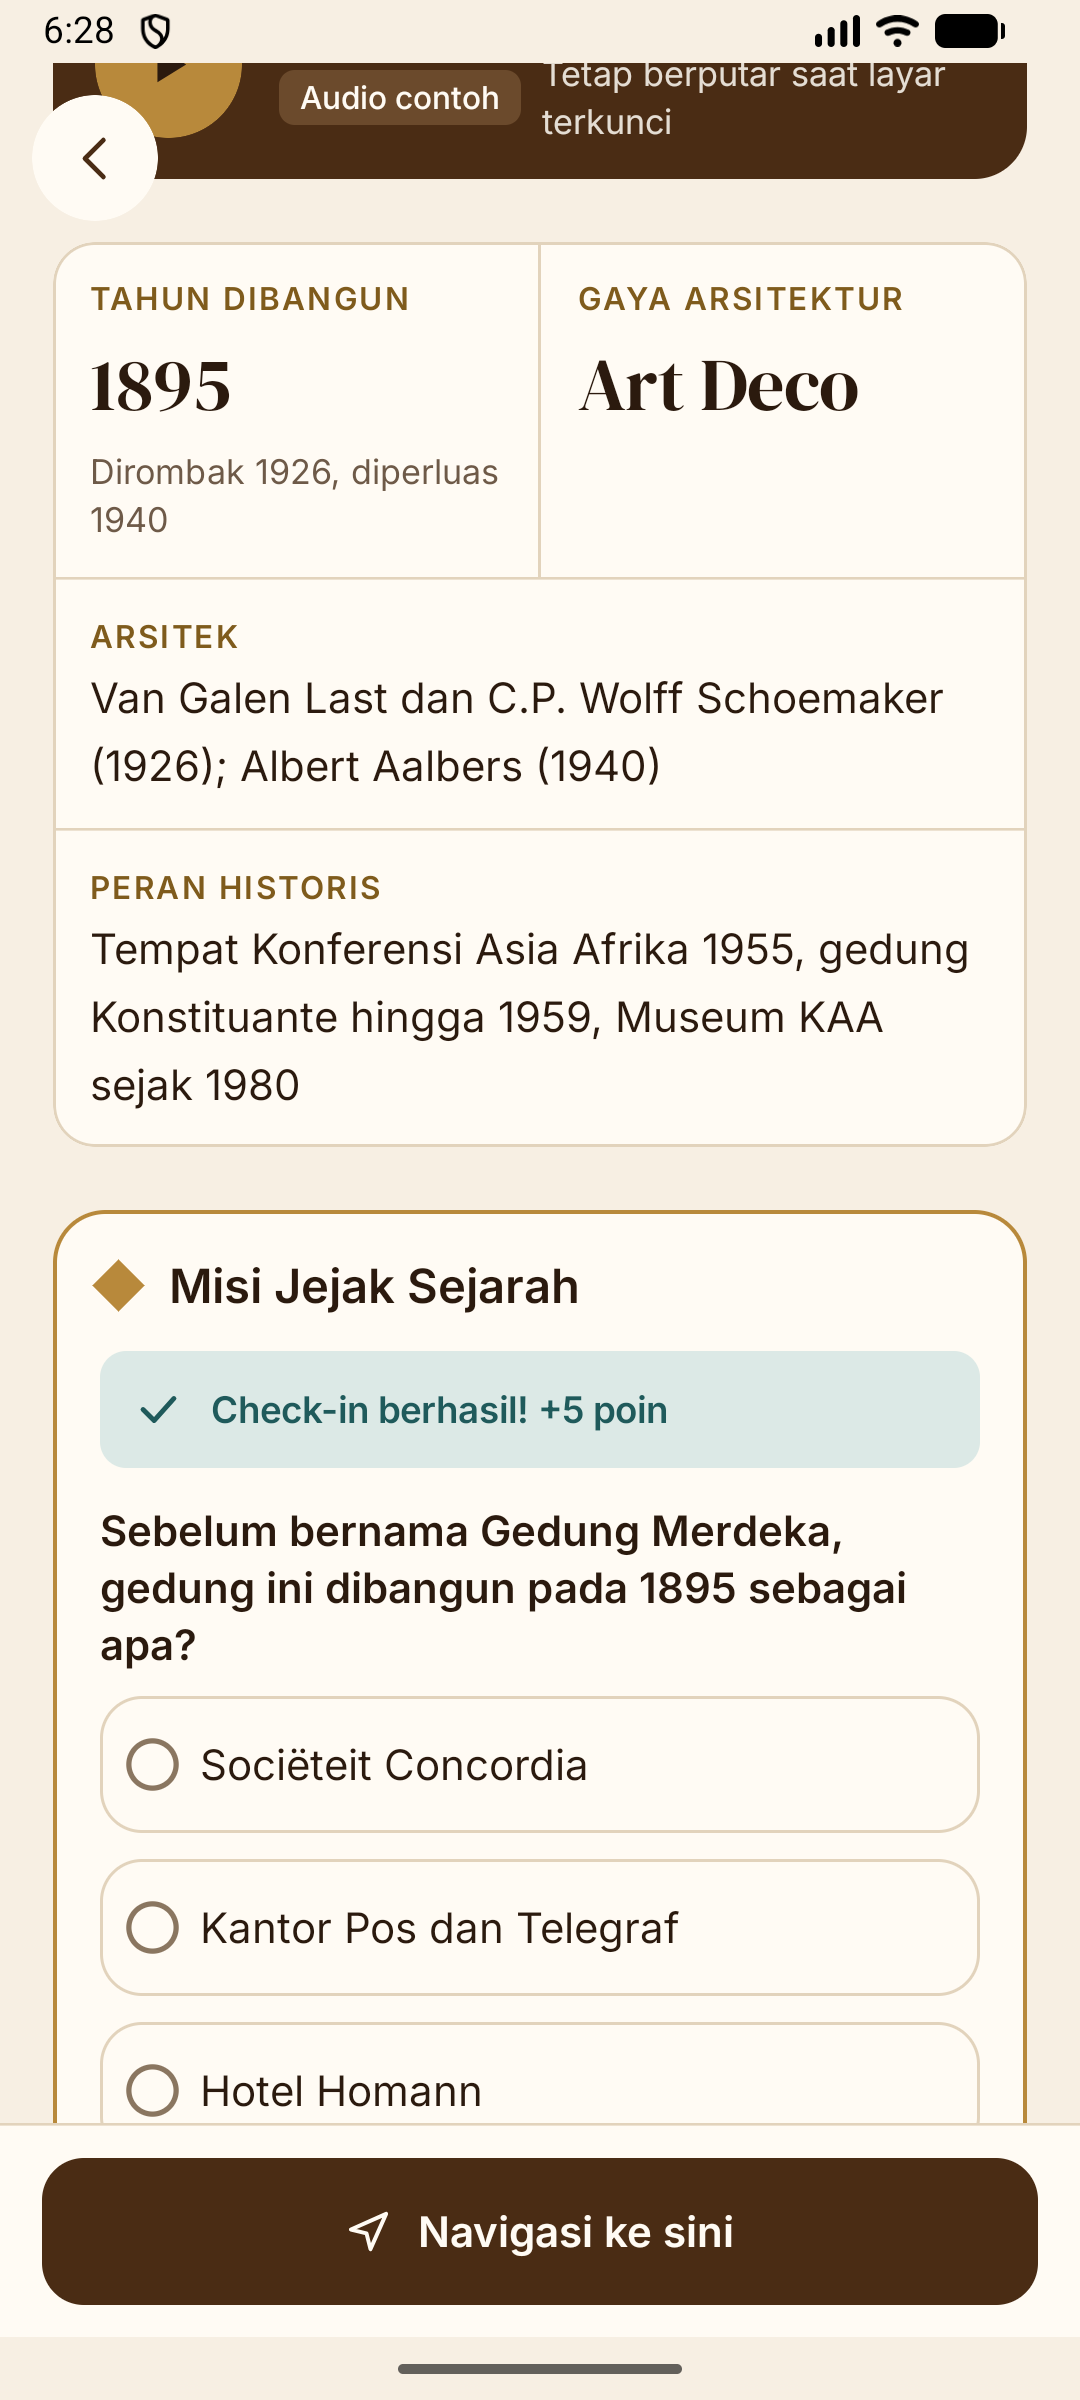 6:28
Tetap berputar saat layar
Audio contoh
terkunci
TAHUN DIBANGUN
1895
Dirombak 1926, diperluas
1940
GAYA ARSITEKTUR
Art Deco
ARSITEK
Van Galen Last dan C.P. Wolff Schoemaker
(1926); Albert Aalbers (1940)
PERAN HISTORIS
Tempat Konferensi Asia Afrika 1955, gedung
Konstituante hingga 1959, Museum KAA
sejak 1980
Misi Jejak Sejarah
Check-in berhasil! +5 poin
Sebelum bernama Gedung Merdeka,
gedung ini dibangun pada 1895 sebagai
apa?
Sociëteit Concordia
Kantor Pos dan Telegraf
Hotel Homann
Navigasi ke sini